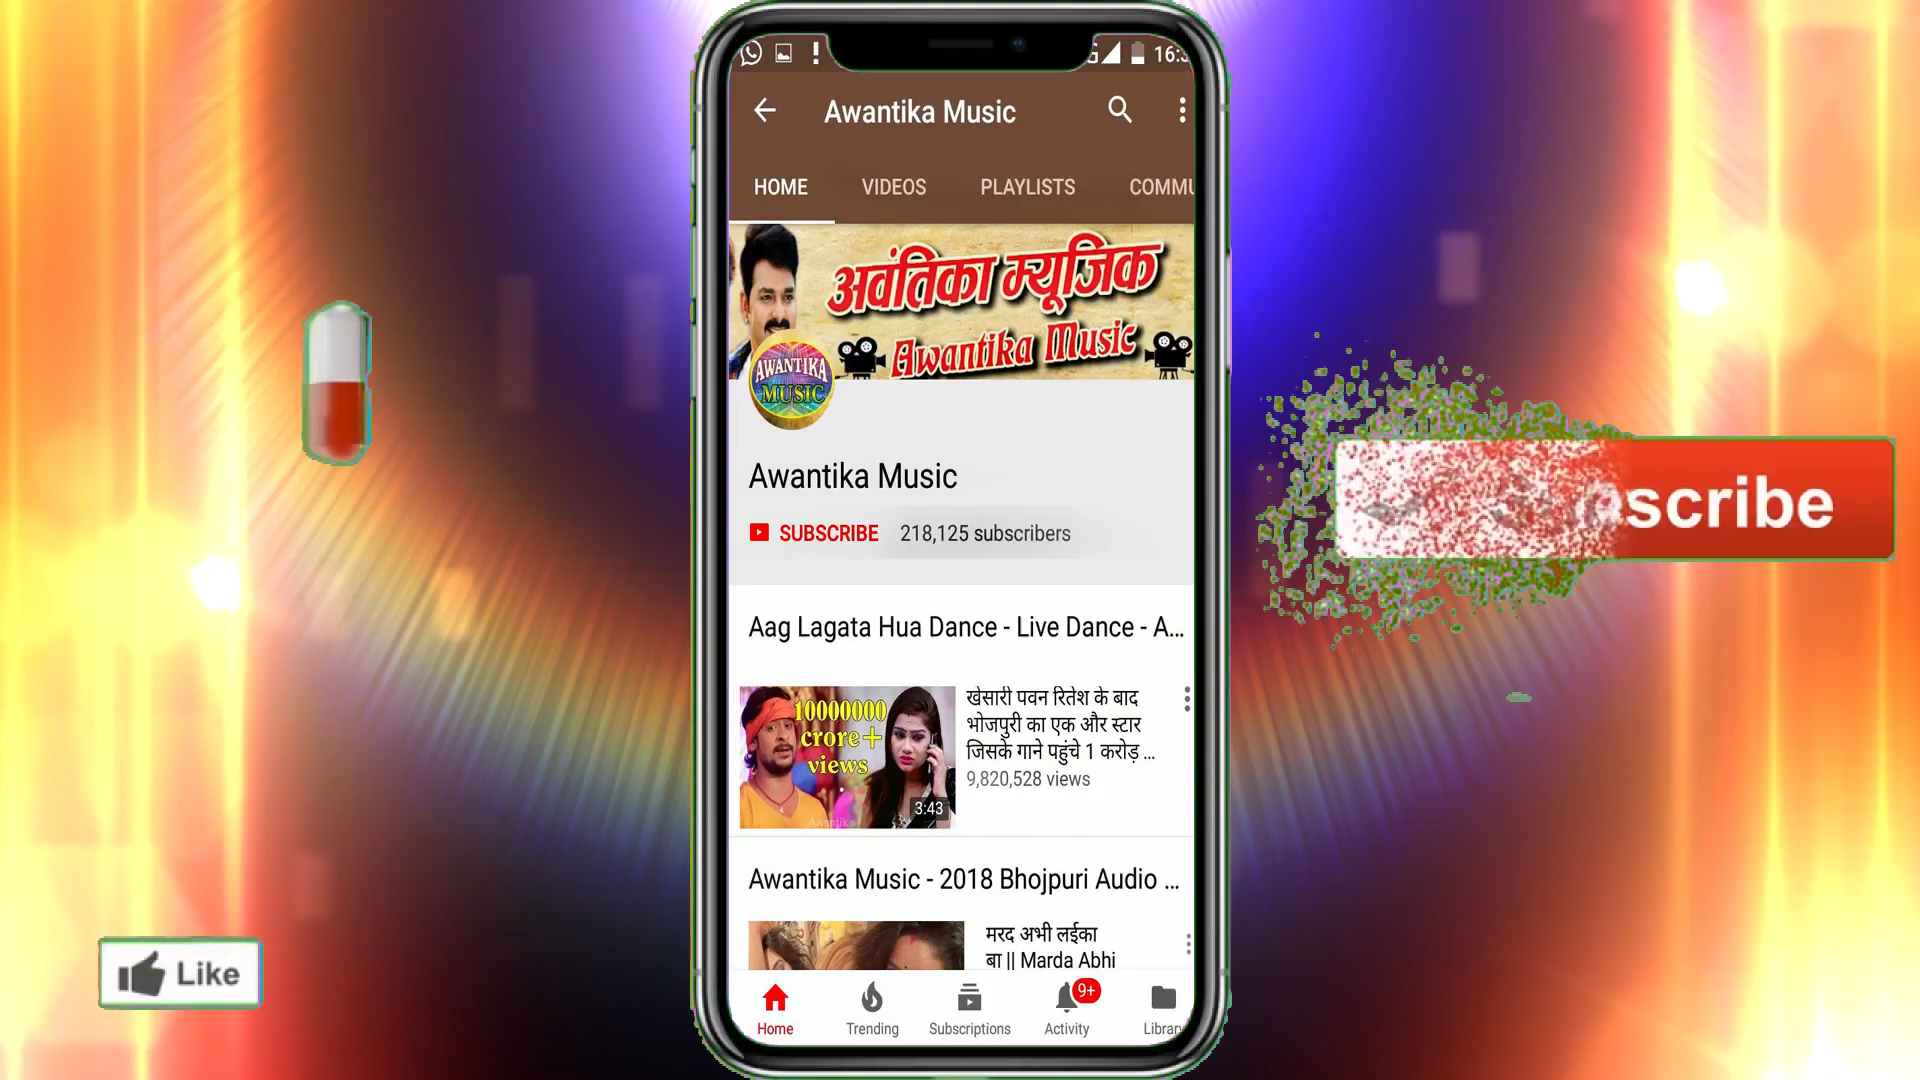 16:3
Awantika Music
HOME VIDEOS PLAYLISTS COMMU
अवंतिका म्यूजिक
Awantika Music
AWANTIKA
MUSIC
Awantika Music
SUBSCRIBE 218,125 subscribers
scribe
Aag Lagata Hua Dance - Live Dance - A...
10000000
crore+
views
3:43
Awantika
खेसारी पवन रितेश के बाद
भोजपुरी का एक और स्टार
जिसके गाने पहुंचे 1 करोड़ ...
9,820,528 views
Awantika Music - 2018 Bhojpuri Audio ...
मरद अभी लईका
बा || Marda Abhi
Like
9+
Home Trending Subscriptions Activity Library